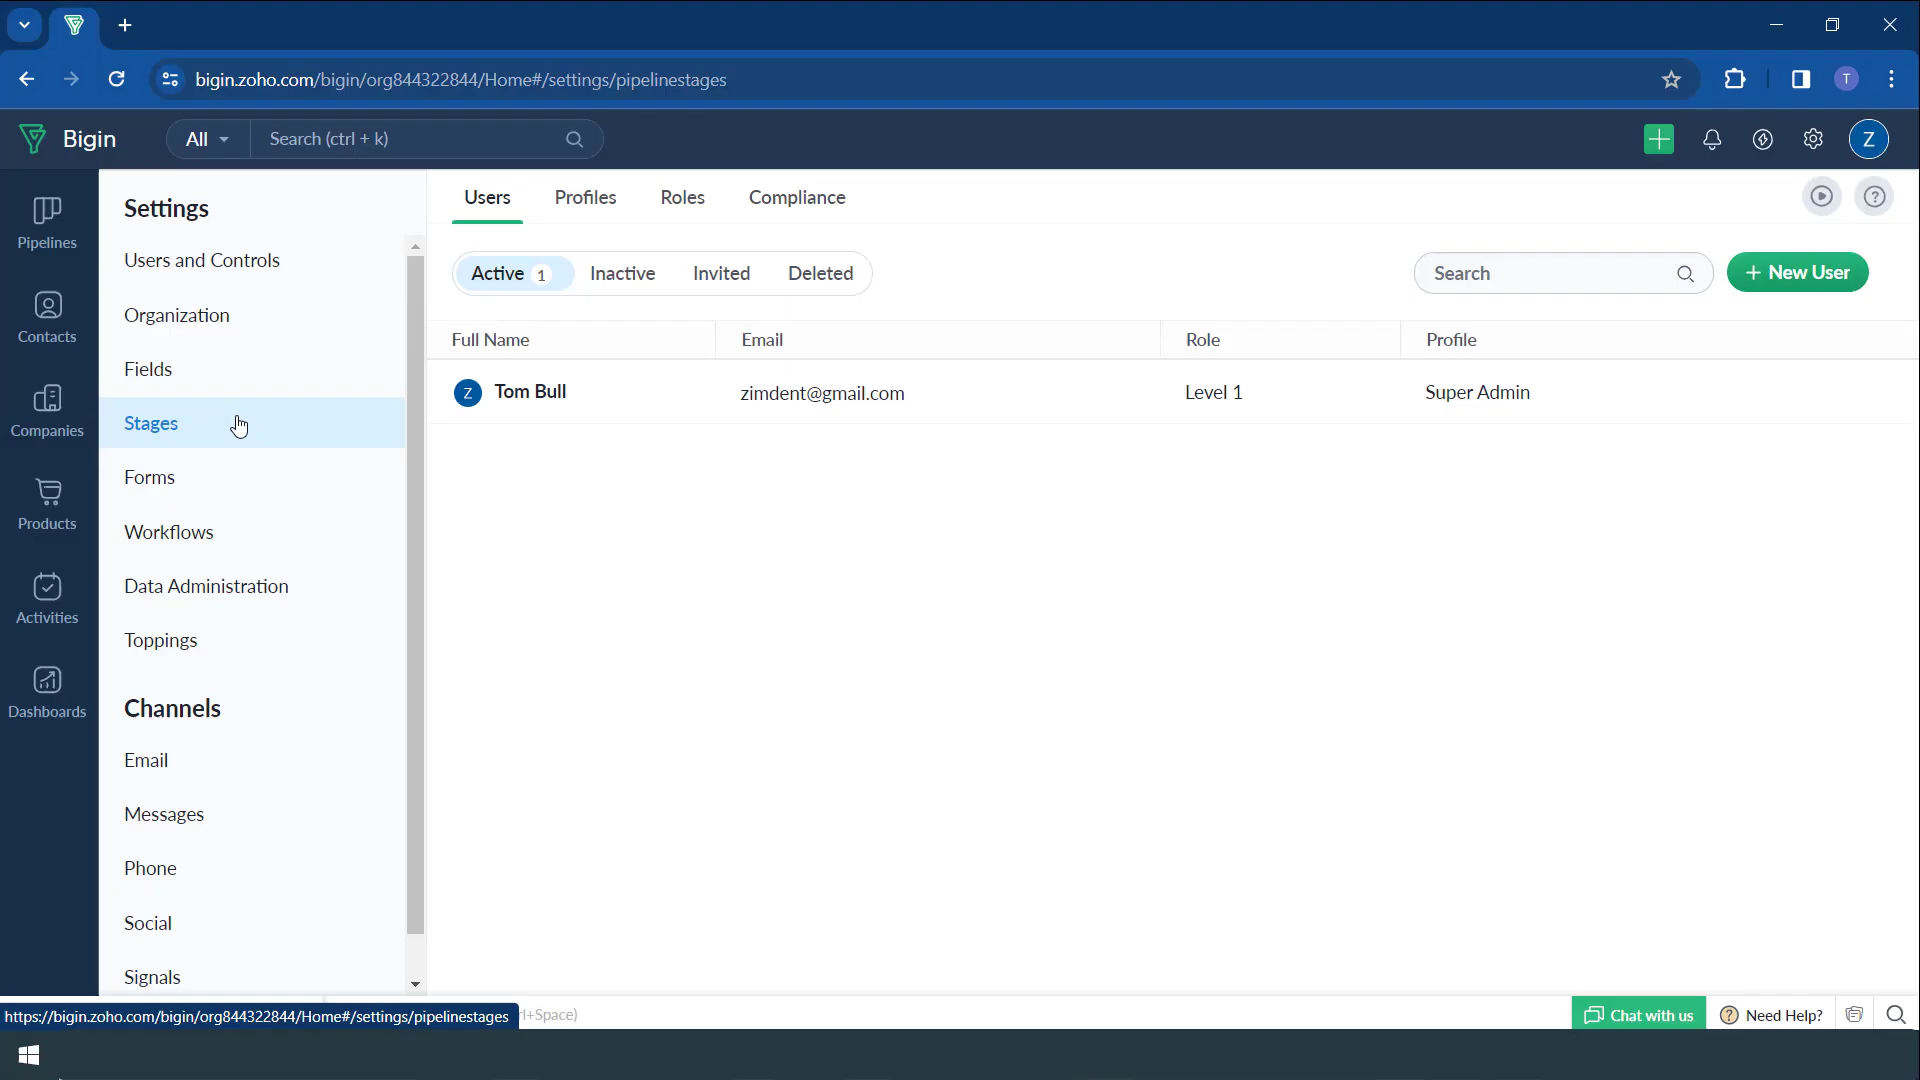 bigin.zoho.com/bigin/org844322844/Home#/settings/pipelinestages
T
Bigin
All
Search (ctrl + k)
Z
Pipelines
Contacts
Companies
Products
Activities
Dashboards
Settings
Users and Controls
Organization
Fields
Stages
Forms
Workflows
Data Administration
Toppings
Channels
Email
Messages
Phone
Social
Signals
Users Profiles Roles Compliance
Active 1 Inactive Invited Deleted
Search
+ New User
Full Name Email Role Profile
Z Tom Bull zimdent@gmail.com Level 1 Super Admin
https://bigin.zoho.com/bigin/org844322844/Home#/settings/pipelinestages
l+Space)
Chat with us
Need Help?